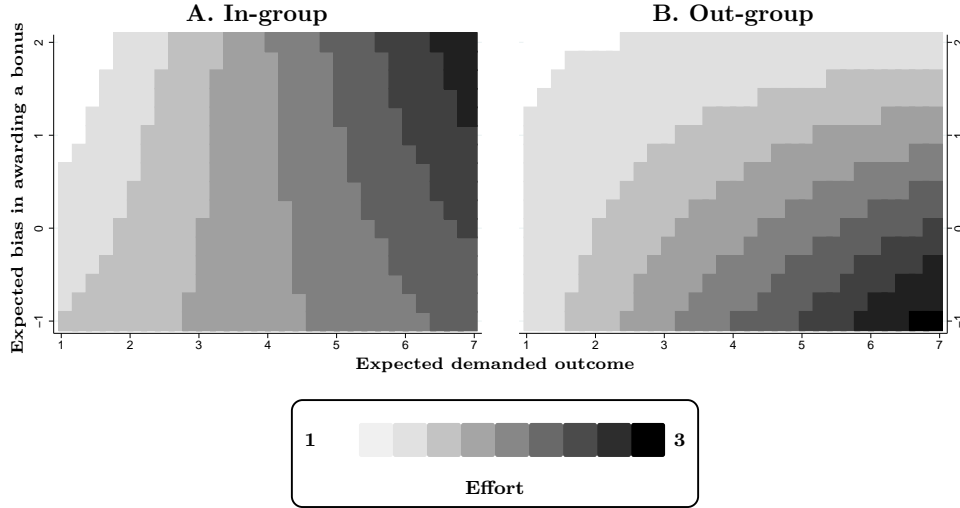 A. In-group
B. Out-group
Expected bias in awarding a bonus
2
1
0
−1
2
1
0
−1
1 2 3 4 5 6 7
1 2 3 4 5 6 7
Expected demanded outcome
1
3
Effort